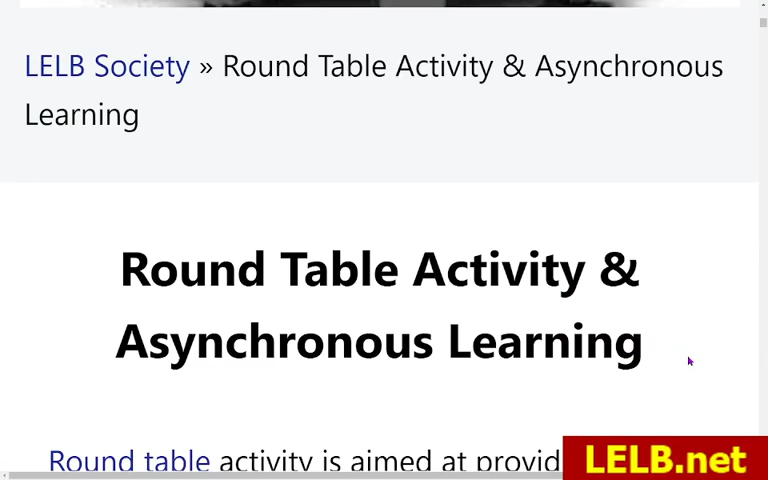 LELB Society » Round Table Activity & Asynchronous
Learning
Round Table Activity &
Asynchronous Learning
Round table activity is aimed at provid
LELB.net